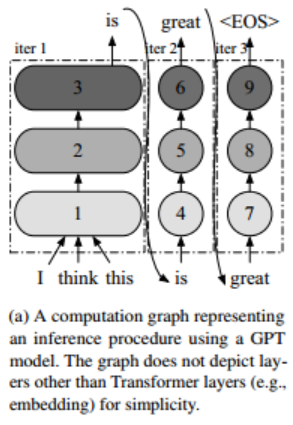 is great <EOS>
iter 1 iter 2 iter 3
3 6 9
2 5 8
1 4 7
I think this is great
(a) A computation graph representing
an inference procedure using a GPT
model. The graph does not depict lay-
ers other than Transformer layers (e.g.,
embedding) for simplicity.